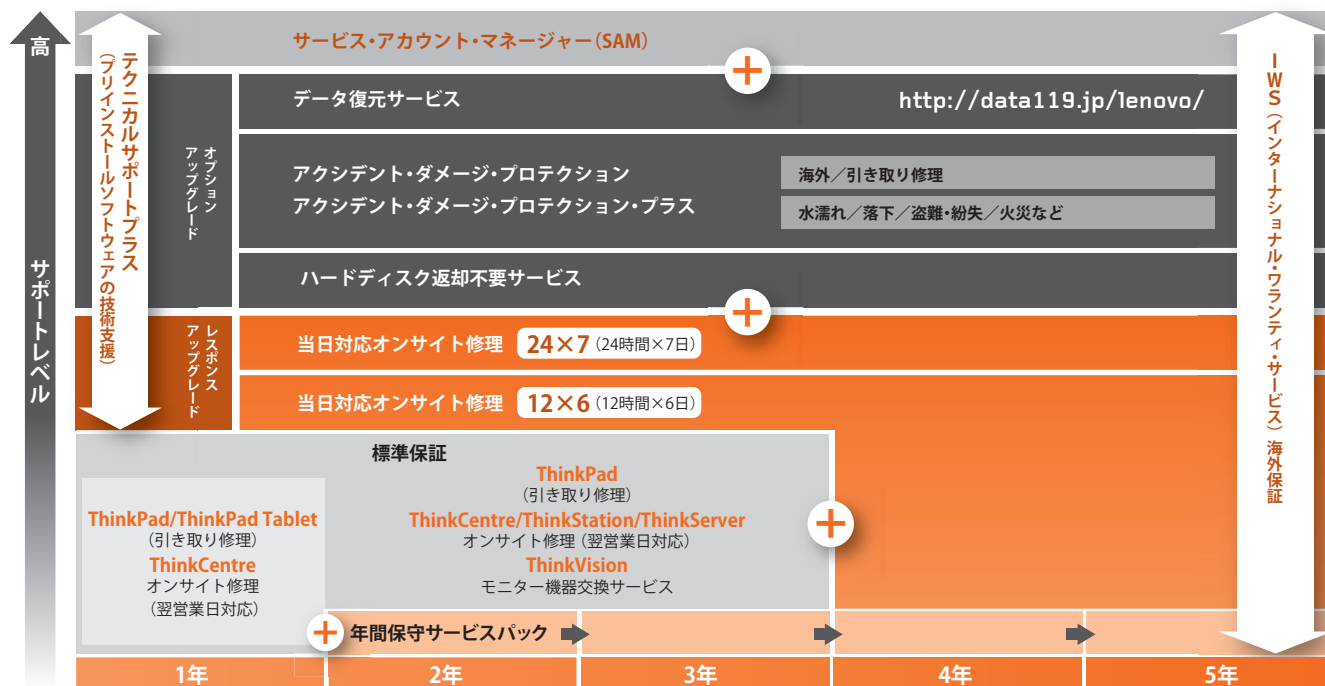 高
サポートレベル
テクニカルサポートプラス
（プリインストールソフトウェアの技術支援）
サービス・アカウント・マネージャー（SAM）
オプション
アップグレード
データ復元サービス
http://data119.jp/lenovo/
アクシデント・ダメージ・プロテクション
海外／引き取り修理
アクシデント・ダメージ・プロテクション・プラス
水濡れ／落下／盗難・紛失／火災など
ハードディスク返却不要サービス
レスポンス
アップグレード
当日対応オンサイト修理 24×7（24時間×7日）
当日対応オンサイト修理 12×6（12時間×6日）
標準保証
ThinkPad/ThinkPad Tablet
（引き取り修理）
ThinkCentre
オンサイト修理
（翌営業日対応）
ThinkPad
（引き取り修理）
ThinkCentre/ThinkStation/ThinkServer
オンサイト修理（翌営業日対応）
ThinkVision
モニター機器交換サービス
年間保守サービスパック
IWS（インターナショナル・ワランティ・サービス）海外保証
1年
2年
3年
4年
5年